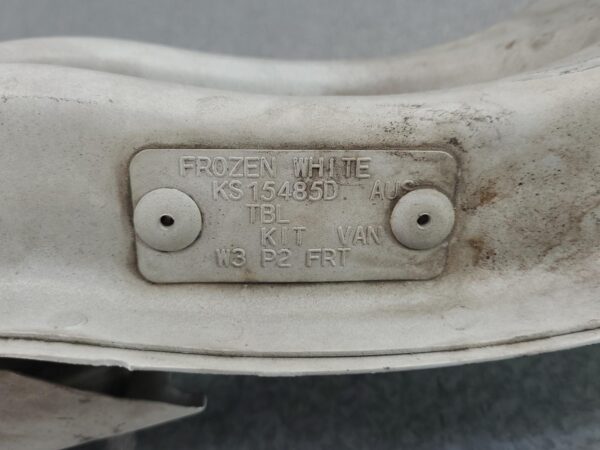 FROZEN WHITE
KS15485D AUS
TBL
KIT VAN
W3 P2 FRT